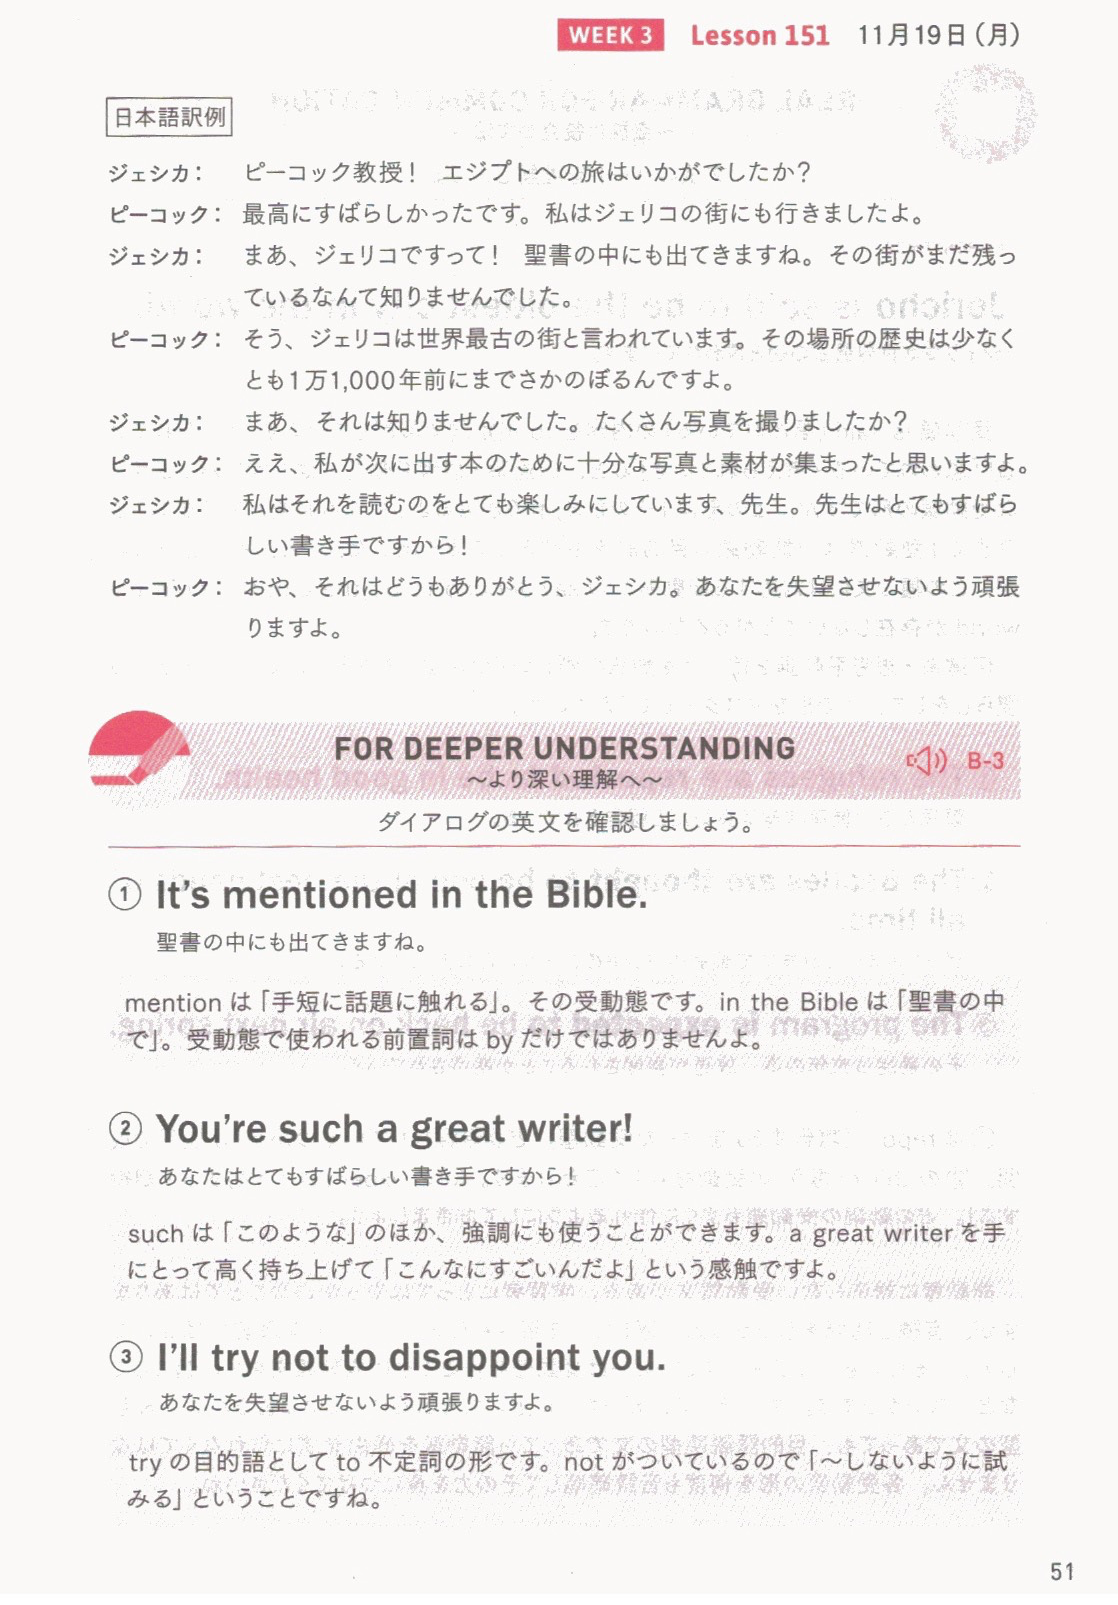 WEEK 3 Lesson 151 11月19日（月）
日本語訳例
ジェシカ： ピーコック教授！ エジプトへの旅はいかがでしたか？
ピーコック： 最高にすばらしかったです。私はジェリコの街にも行きましたよ。
ジェシカ： まあ、ジェリコですって！ 聖書の中にも出てきますね。その街がまだ残っ
ているなんて知りませんでした。
ピーコック： そう、ジェリコは世界最古の街と言われています。その場所の歴史は少なく
とも1万1,000年前にまでさかのぼるんですよ。
ジェシカ： まあ、それは知りませんでした。たくさん写真を撮りましたか？
ピーコック： ええ、私が次に出す本のために十分な写真と素材が集まったと思いますよ。
ジェシカ： 私はそれを読むのをとても楽しみにしています、先生。先生はとてもすばら
しい書き手ですから！
ピーコック： おや、それはどうもありがとう、ジェシカ。あなたを失望させないよう頑張
りますよ。
FOR DEEPER UNDERSTANDING
〜より深い理解へ〜
B-3
ダイアログの英文を確認しましょう。
① It's mentioned in the Bible.
聖書の中にも出てきますね。
mention は「手短に話題に触れる」。その受動態です。in the Bible は「聖書の中
で」。受動態で使われる前置詞は by だけではありませんよ。
② You're such a great writer!
あなたはとてもすばらしい書き手ですから！
such は「このような」のほか、強調にも使うことができます。a great writer を手
にとって高く持ち上げて「こんなにすごいんだよ」という感触ですよ。
③ I'll try not to disappoint you.
あなたを失望させないよう頑張りますよ。
try の目的語として to 不定詞の形です。not がついているので「〜しないように試
みる」ということですね。
51